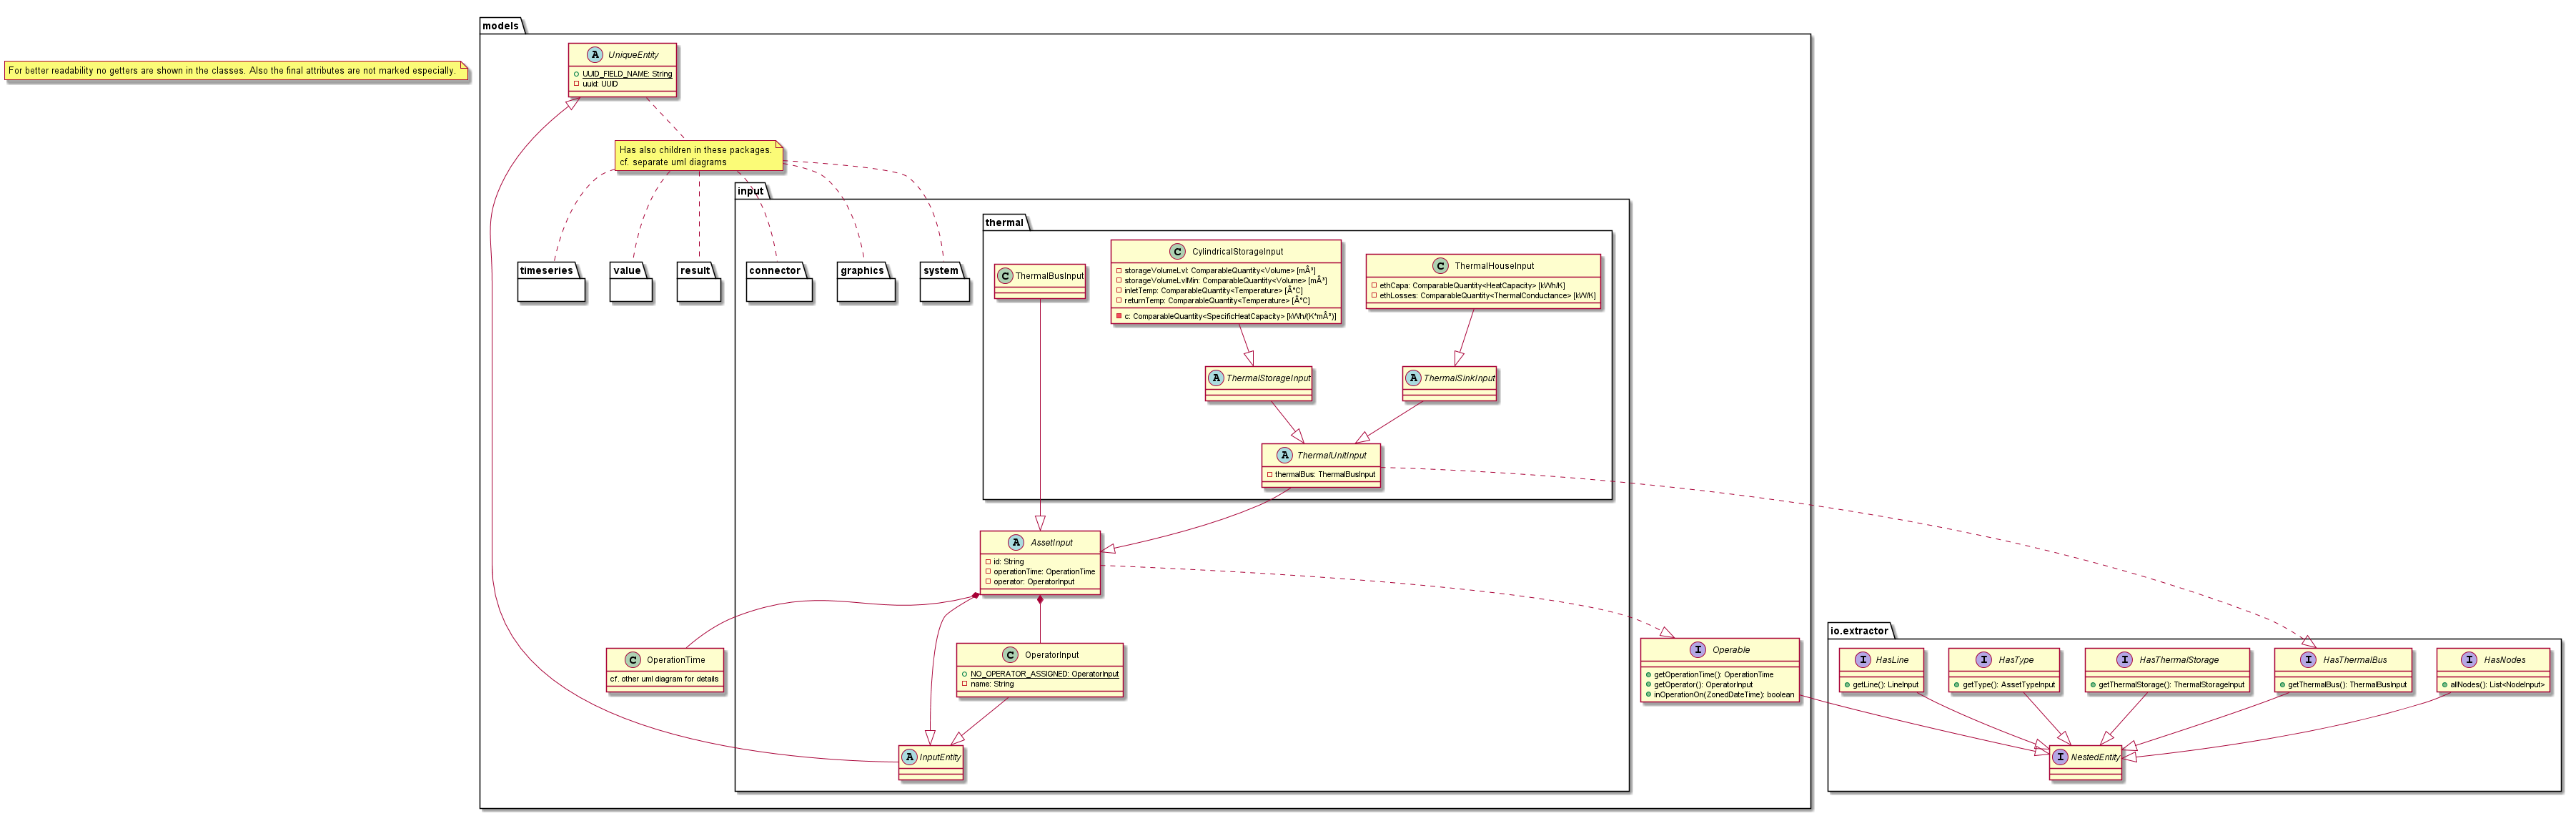 models
UniqueEntity
UUID_FIELD_NAME: String
uuid: UUID
For better readability no getters are shown in the classes. Also the final attributes are not marked especially.
Has also children in these packages.
cf. separate uml diagrams
input
thermal
timeseries
value
result
connector
graphics
system
ThermalBusInput
CylindricalStorageInput
storageVolumeLvl: ComparableQuantity<Volume> [mÂ³]
storageVolumeLvlMin: ComparableQuantity<Volume> [mÂ³]
inletTemp: ComparableQuantity<Temperature> [Â°C]
returnTemp: ComparableQuantity<Temperature> [Â°C]
c: ComparableQuantity<SpecificHeatCapacity> [kWh/(K*mÂ³)]
ThermalHouseInput
ethCapa: ComparableQuantity<HeatCapacity> [kWh/K]
ethLosses: ComparableQuantity<ThermalConductance> [kW/K]
ThermalStorageInput
ThermalSinkInput
ThermalUnitInput
thermalBus: ThermalBusInput
AssetInput
id: String
operationTime: OperationTime
operator: OperatorInput
OperationTime
cf. other uml diagram for details
OperatorInput
NO_OPERATOR_ASSIGNED: OperatorInput
name: String
Operable
getOperationTime(): OperationTime
getOperator(): OperatorInput
inOperationOn(ZonedDateTime): boolean
InputEntity
io.extractor
HasLine
getLine(): LineInput
HasType
getType(): AssetTypeInput
HasThermalStorage
getThermalStorage(): ThermalStorageInput
HasThermalBus
getThermalBus(): ThermalBusInput
HasNodes
allNodes(): List<NodeInput>
NestedEntity